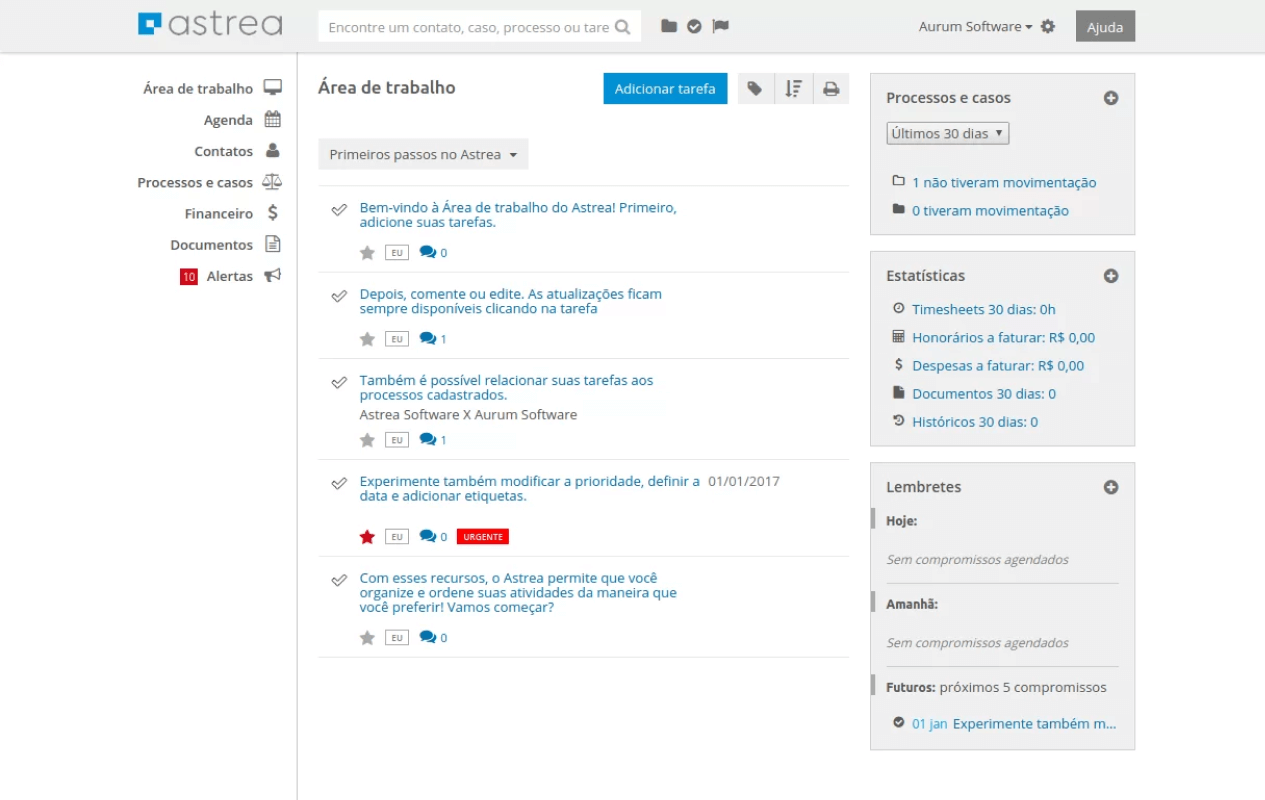 astrea
Encontre um contato, caso, processo ou tare
Aurum Software
Ajuda
Área de trabalho
Agenda
Contatos
Processos e casos
Financeiro
Documentos
10 Alertas
Área de trabalho
Adicionar tarefa
Primeiros passos no Astrea
Bem-vindo à Área de trabalho do Astrea! Primeiro,
adicione suas tarefas.
EU 0
Depois, comente ou edite. As atualizações ficam
sempre disponíveis clicando na tarefa
EU 1
Também é possível relacionar suas tarefas aos
processos cadastrados.
Astrea Software X Aurum Software
EU 1
Experimente também modificar a prioridade, definir a 01/01/2017
data e adicionar etiquetas.
EU 0 URGENTE
Com esses recursos, o Astrea permite que você
organize e ordene suas atividades da maneira que
você preferir! Vamos começar?
EU 0
Processos e casos
Últimos 30 dias
1 não tiveram movimentação
0 tiveram movimentação
Estatísticas
Timesheets 30 dias: 0h
Honorários a faturar: R$ 0,00
Despesas a faturar: R$ 0,00
Documentos 30 dias: 0
Históricos 30 dias: 0
Lembretes
Hoje:
Sem compromissos agendados
Amanhã:
Sem compromissos agendados
Futuros: próximos 5 compromissos
01 jan Experimente também m...